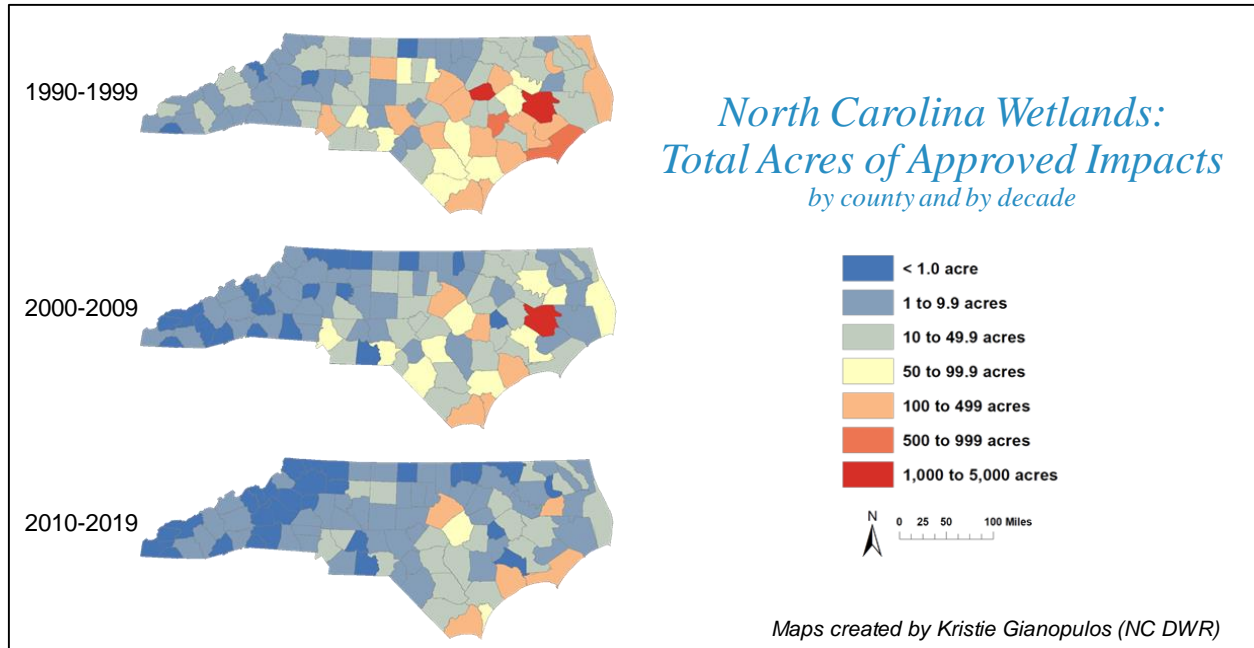 1990-1999
North Carolina Wetlands:
Total Acres of Approved Impacts
by county and by decade
2000-2009
< 1.0 acre
1 to 9.9 acres
10 to 49.9 acres
50 to 99.9 acres
100 to 499 acres
500 to 999 acres
1,000 to 5,000 acres
2010-2019
N
0 25 50 100 Miles
Maps created by Kristie Gianopulos (NC DWR)